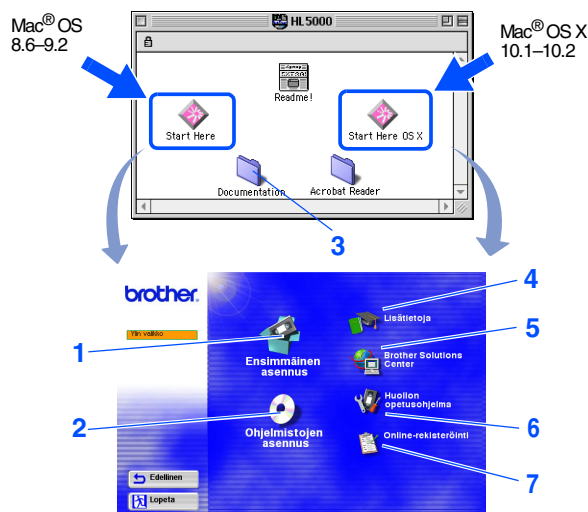 Mac® OS
8.6–9.2
HL5000
Mac® OS X
10.1–10.2
Readme!
Start Here
Start Here OS X
Documentation
Acrobat Reader
3
brother.
Ylin valikko
1
Ensimmäinen
asennus
2
Ohjelmistojen
asennus
4
Lisätietoja
5
Brother Solutions
Center
Huollon
opetusohjelma
6
Online-rekisteröinti
7
Edellinen
Lopeta